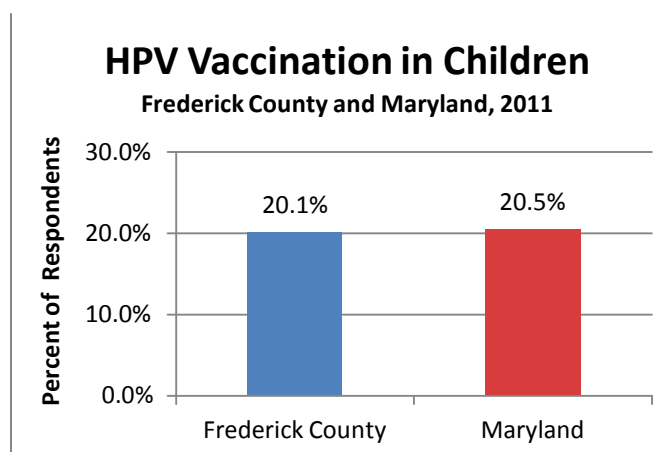 HPV Vaccination in Children
Frederick County and Maryland, 2011
Percent of Respondents
30.0%
20.0%
10.0%
0.0%
20.1%
20.5%
Frederick County
Maryland